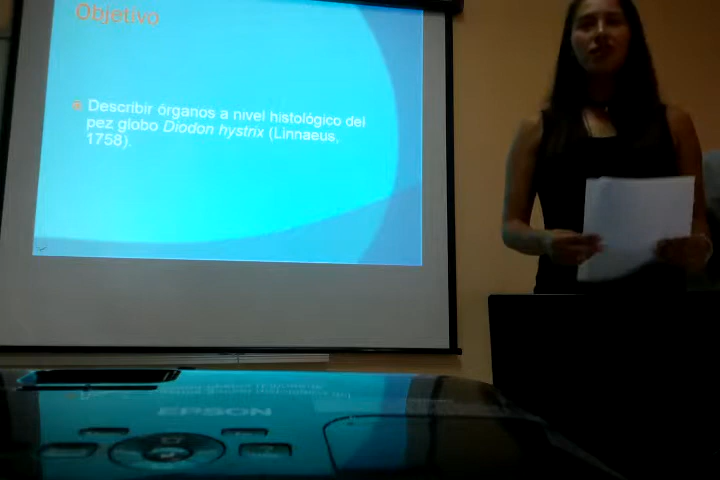 Objetivo
Describir órganos a nivel histológico del
pez globo Diodon hystrix (Linnaeus,
1758).
EPSON